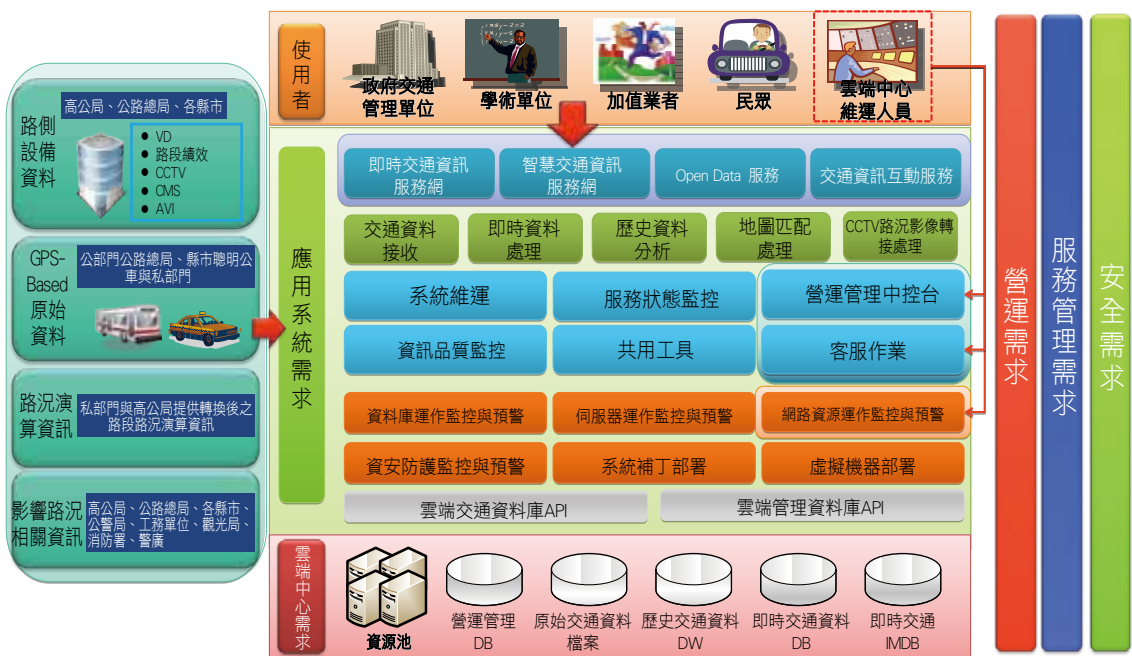 路側
設備
資料
高公局、公路總局、各縣市
VD
路段績效
CCTV
CMS
AVI
GPS-
Based
原始
資料
公部門公路總局、縣市聰明公
車與私部門
路況演
算資訊
私部門與高公局提供轉換後之
路段路況演算資訊
影響路況
相關資訊
高公局、公路總局、各縣市、
公警局、工務單位、觀光局、
消防署、警廣
使用者
政府交通
管理單位
學術單位
加值業者
民眾
雲端中心
維運人員
應用系統需求
即時交通資訊
服務網
智慧交通資訊
服務網
Open Data 服務
交通資訊互動服務
交通資料
接收
即時資料
處理
歷史資料
分析
地圖匹配
處理
CCTV路況影像轉
接處理
系統維運
服務狀態監控
營運管理中控台
資訊品質監控
共用工具
客服作業
資料庫運作監控與預警
伺服器運作監控與預警
網路資源運作監控與預警
資安防護監控與預警
系統補丁部署
虛擬機器部署
雲端交通資料庫API
雲端管理資料庫API
雲端中心需求
資源池
營運管理
DB
原始交通資料
檔案
歷史交通資料
DW
即時交通資料
DB
即時交通
IMDB
營運需求
服務管理需求
安全需求